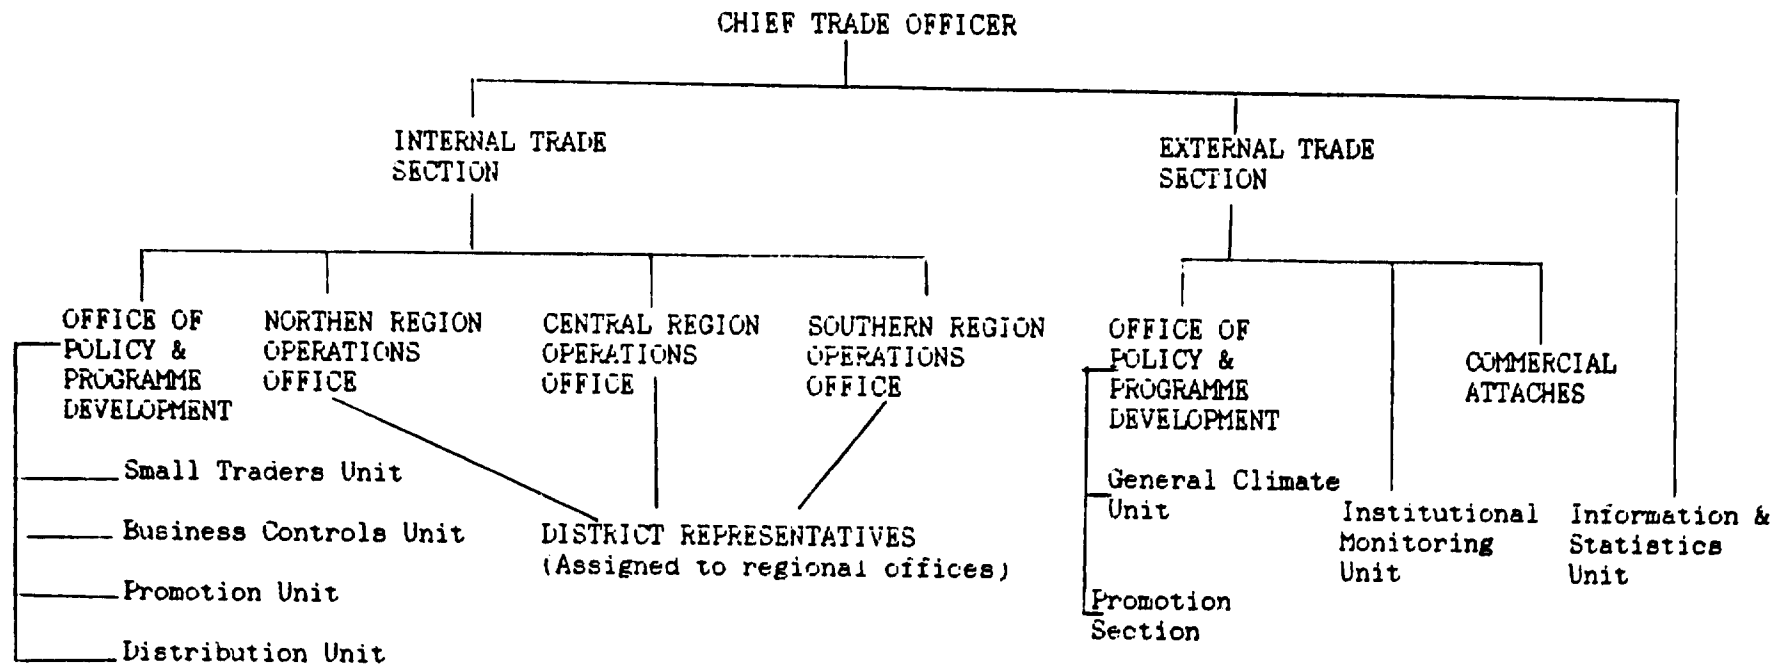 CHIEF TRADE OFFICER
INTERNAL TRADE
SECTION
EXTERNAL TRADE
SECTION
OFFICE OF
POLICY &
PROGRAMME
DEVELOPMENT
NORTHEN REGION
OPERATIONS
OFFICE
CENTRAL REGION
OPERATIONS
OFFICE
SOUTHERN REGION
OPERATIONS
OFFICE
OFFICE OF
POLICY &
PROGRAMME
DEVELOPMENT
COMMERCIAL
ATTACHES
Small Traders Unit
Business Controls Unit
Promotion Unit
Distribution Unit
DISTRICT REPRESENTATIVES
(Assigned to regional offices)
General Climate
Unit
Promotion
Section
Institutional
Monitoring
Unit
Information &
Statistics
Unit